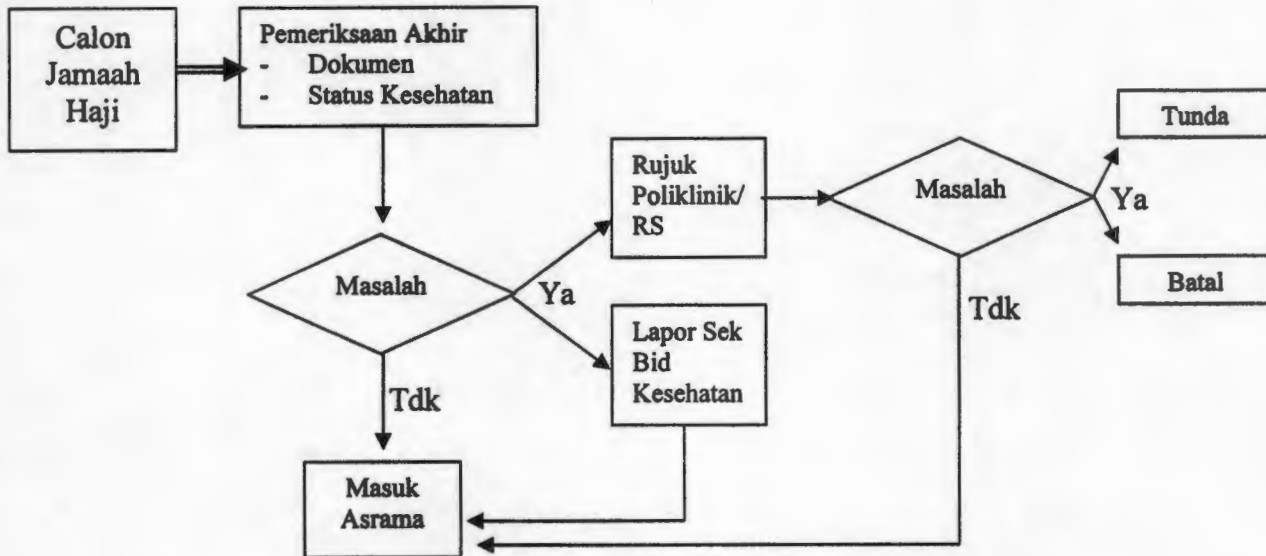 Calon
Jamaah
Haji
Pemeriksaan Akhir
- Dokumen
- Status Kesehatan
Masalah
Ya
Tdk
Rujuk
Poliklinik/
RS
Lapor Sek
Bid
Kesehatan
Masuk
Asrama
Masalah
Ya
Tdk
Tunda
Batal